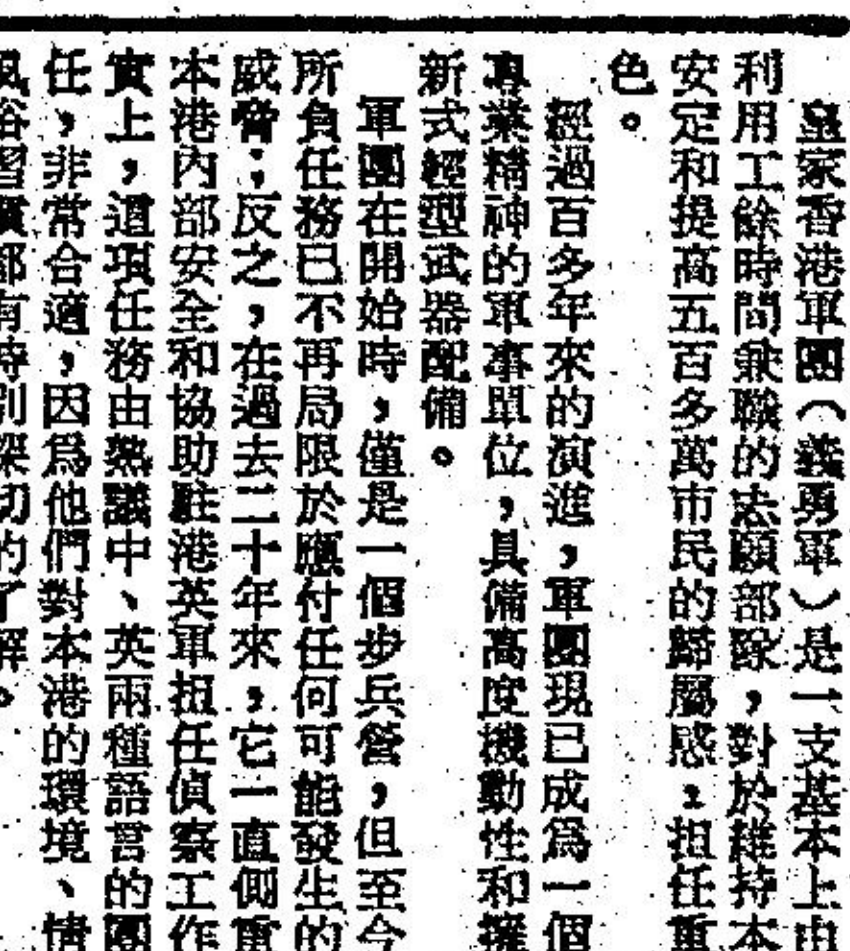 皇家香港軍團（義勇軍）是一支基本上由
利用工餘時間兼職的志願部隊，對於維持本
安定和提高五百多萬市民的歸屬感，担任重
色。
經過百多年來的演進，軍團現已成爲一個
專業精神的軍事單位，具備高度機動性和擁
新式輕型武器配備。
軍團在開始時，僅是一個步兵營，但至今
所負任務已不再局限於應付任何可能發生的
威脅；反之，在過去二十年來，它一直側重
本港內部安全和協助駐港英軍担任偵察工作
實上，這項任務由熟諳中、英兩種語言的團
任，非常合適，因爲他們對本港的環境、情
風俗習慣都有特別深切的了解。